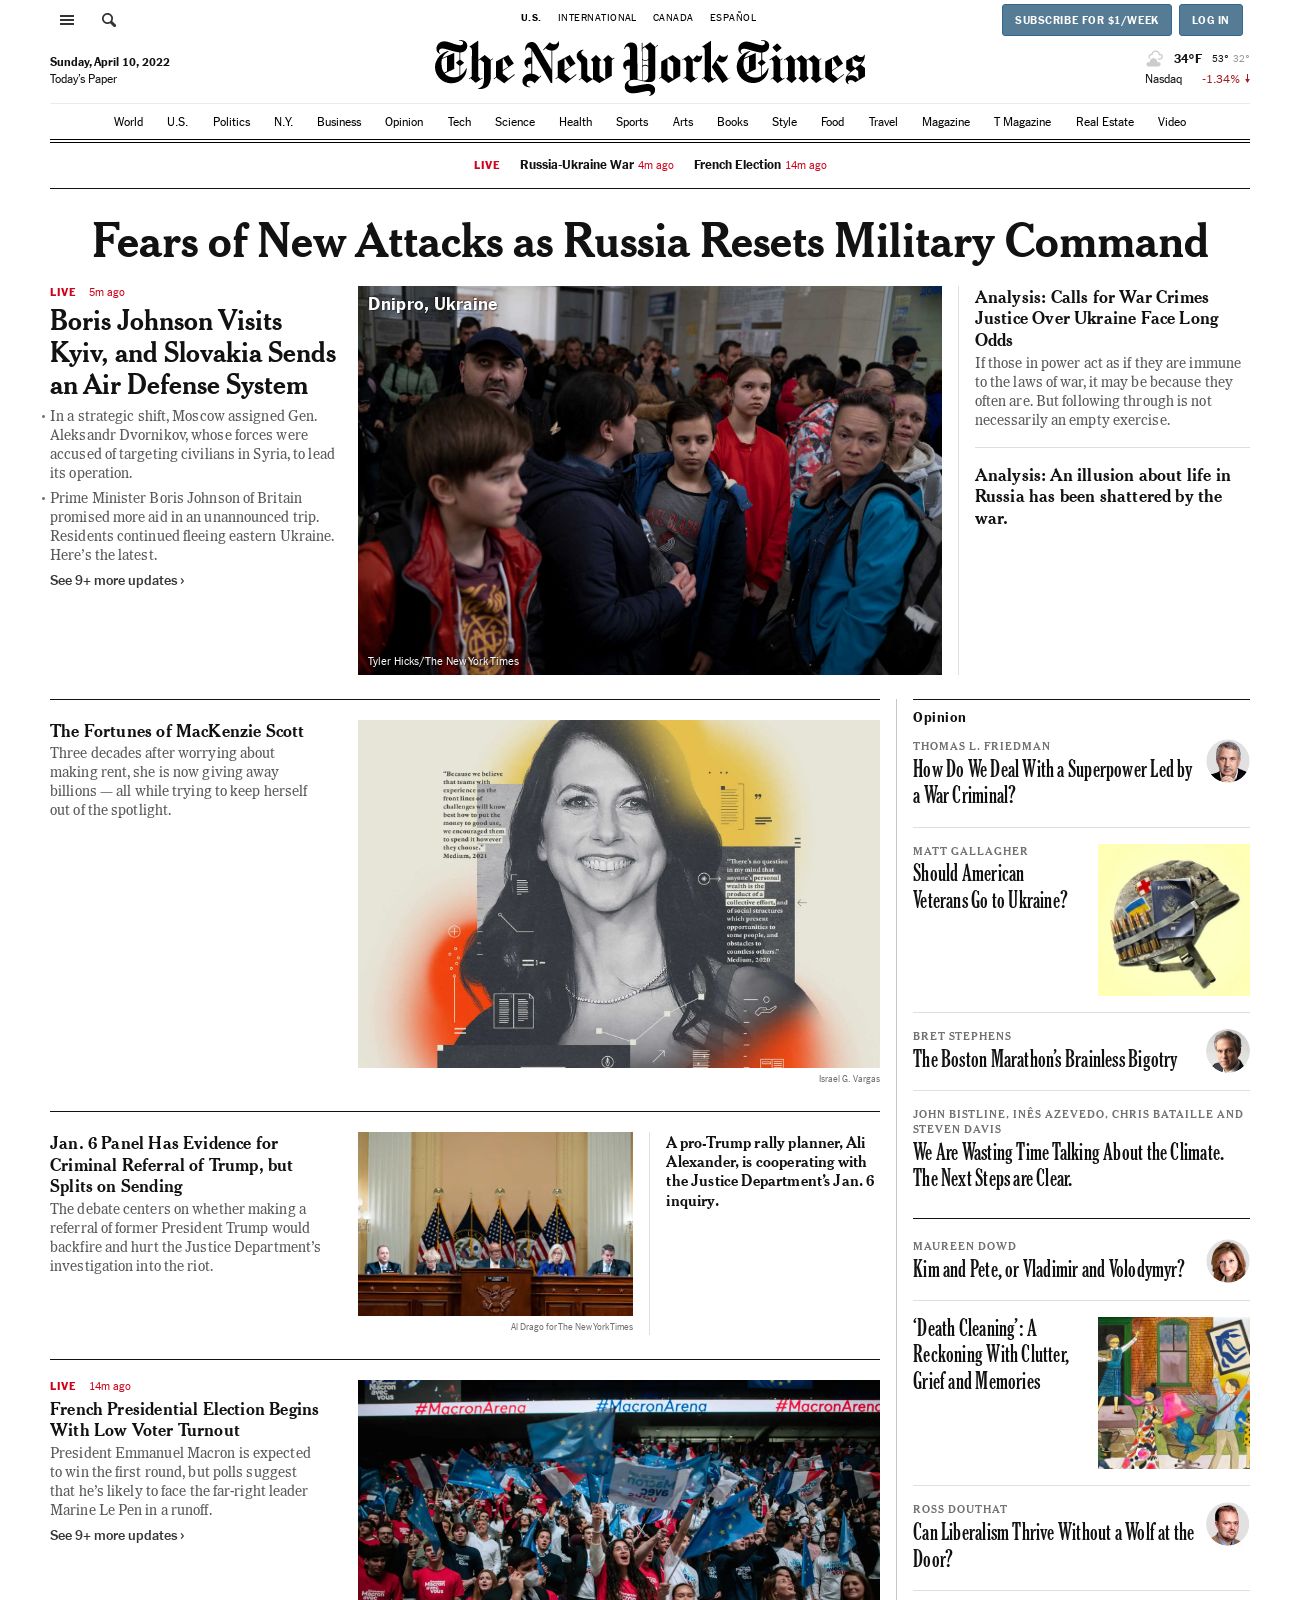 U.S. INTERNATIONAL CANADA ESPAÑOL
SUBSCRIBE FOR $1/WEEK LOG IN
The New York Times
Sunday, April 10, 2022
Today's Paper
34°F 53° 32°
Nasdaq -1.34%
World U.S. Politics N.Y. Business Opinion Tech Science Health Sports Arts Books Style Food Travel Magazine T Magazine Real Estate Video
LIVE Russia-Ukraine War 4m ago French Election 14m ago
Fears of New Attacks as Russia Resets Military Command
LIVE 5m ago
Boris Johnson Visits
Kyiv, and Slovakia Sends
an Air Defense System
• In a strategic shift, Moscow assigned Gen.
Aleksandr Dvornikov, whose forces were
accused of targeting civilians in Syria, to lead
its operation.
• Prime Minister Boris Johnson of Britain
promised more aid in an unannounced trip.
Residents continued fleeing eastern Ukraine.
Here's the latest.
See 9+ more updates ›
Dnipro, Ukraine
Tyler Hicks/The New York Times
Analysis: Calls for War Crimes
Justice Over Ukraine Face Long
Odds
If those in power act as if they are immune
to the laws of war, it may be because they
often are. But following through is not
necessarily an empty exercise.
Analysis: An illusion about life in
Russia has been shattered by the
war.
The Fortunes of MacKenzie Scott
Three decades after worrying about
making rent, she is now giving away
billions — all while trying to keep herself
out of the spotlight.
"Because we believe
that teams with
experience on the
front lines of
challenges will know
best how to put the
money to good use,
we encouraged them
to spend it however
they choose."
Medium, 2021
"There's no question
in my mind that
anyone's personal
wealth is the
product of a
collective effort, and
of social structures
which present
opportunities to
some people, and
obstacles to
countless others."
Medium, 2020
Israel G. Vargas
Jan. 6 Panel Has Evidence for
Criminal Referral of Trump, but
Splits on Sending
The debate centers on whether making a
referral of former President Trump would
backfire and hurt the Justice Department's
investigation into the riot.
Al Drago for The New York Times
A pro-Trump rally planner, Ali
Alexander, is cooperating with
the Justice Department's Jan. 6
inquiry.
LIVE 14m ago
French Presidential Election Begins
With Low Voter Turnout
President Emmanuel Macron is expected
to win the first round, but polls suggest
that he's likely to face the far-right leader
Marine Le Pen in a runoff.
See 9+ more updates ›
Macron
avec
vous
#MacronArena #MacronArena #MacronArena
Opinion
THOMAS L. FRIEDMAN
How Do We Deal With a Superpower Led by
a War Criminal?
MATT GALLAGHER
Should American
Veterans Go to Ukraine?
PASSPORT
BRET STEPHENS
The Boston Marathon's Brainless Bigotry
JOHN BISTLINE, INÊS AZEVEDO, CHRIS BATAILLE AND
STEVEN DAVIS
We Are Wasting Time Talking About the Climate.
The Next Steps are Clear.
MAUREEN DOWD
Kim and Pete, or Vladimir and Volodymyr?
'Death Cleaning': A
Reckoning With Clutter,
Grief and Memories
ROSS DOUTHAT
Can Liberalism Thrive Without a Wolf at the
Door?